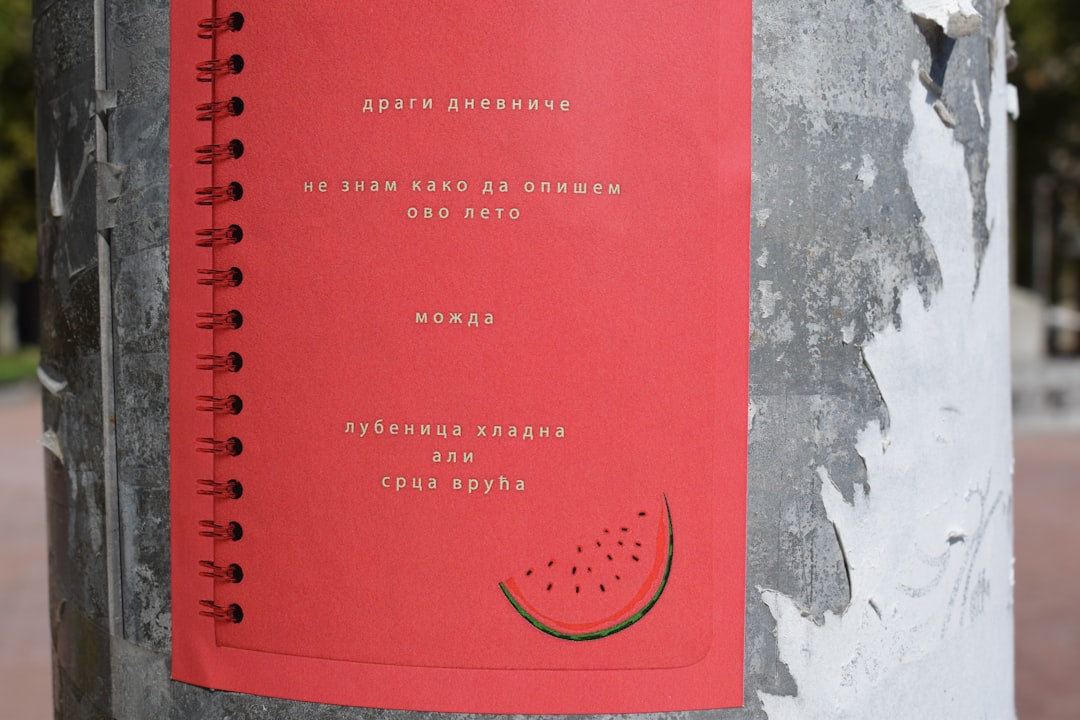 драги дневниче
не знам како да опишем
ово лето
можда
лубеница хладна
али
срца врућа